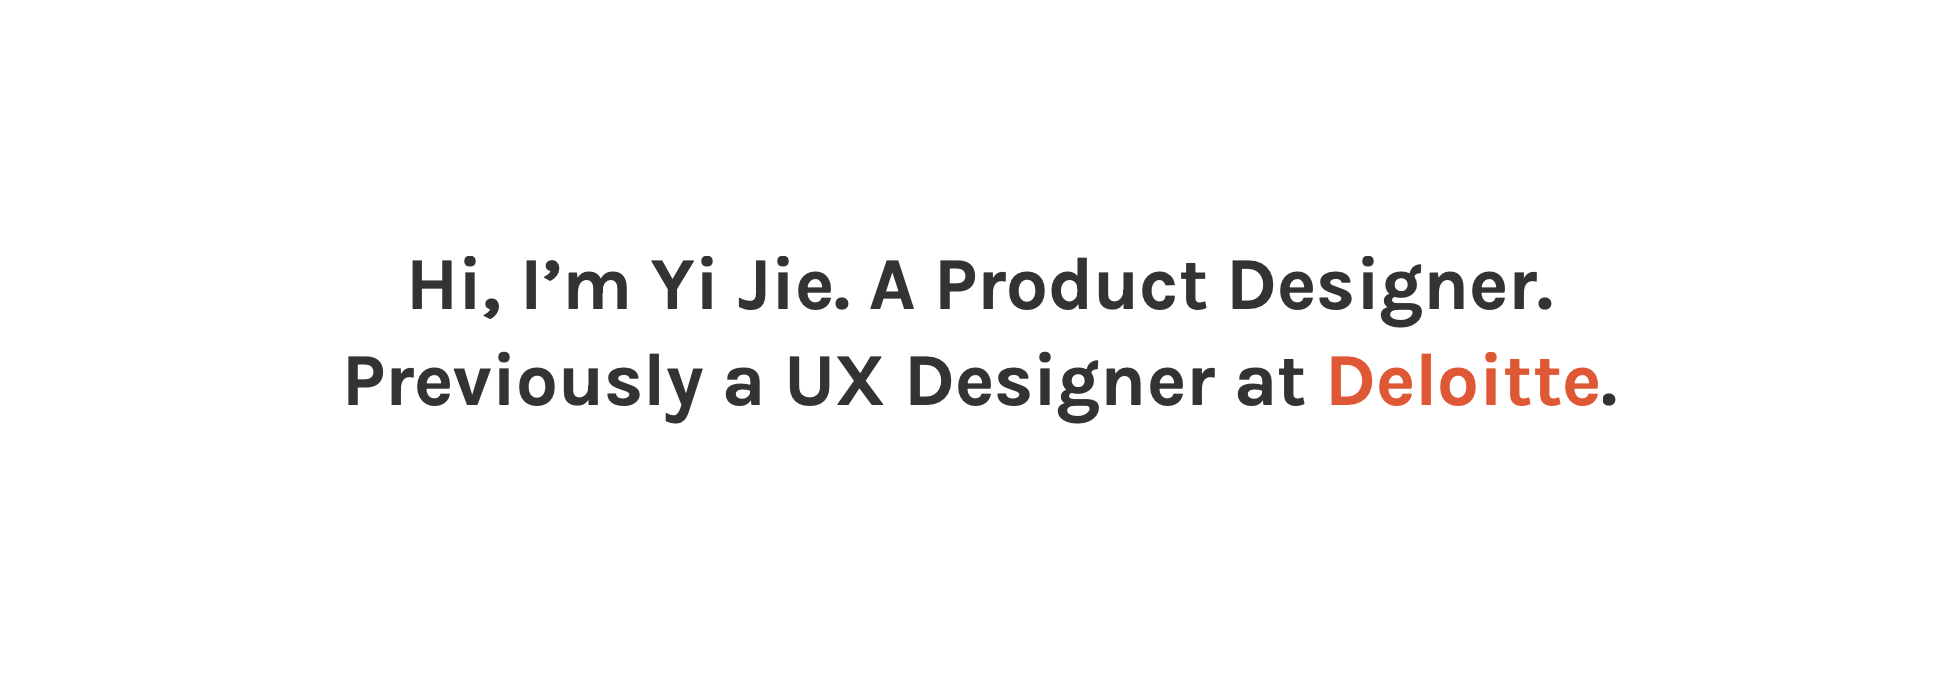 Hi, I’m Yi Jie. A Product Designer.
Previously a UX Designer at Deloitte.